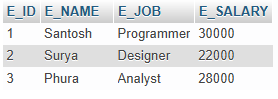 E_ID E_NAME E_JOB E_SALARY
1 Santosh Programmer 30000
2 Surya Designer 22000
3 Phura Analyst 28000